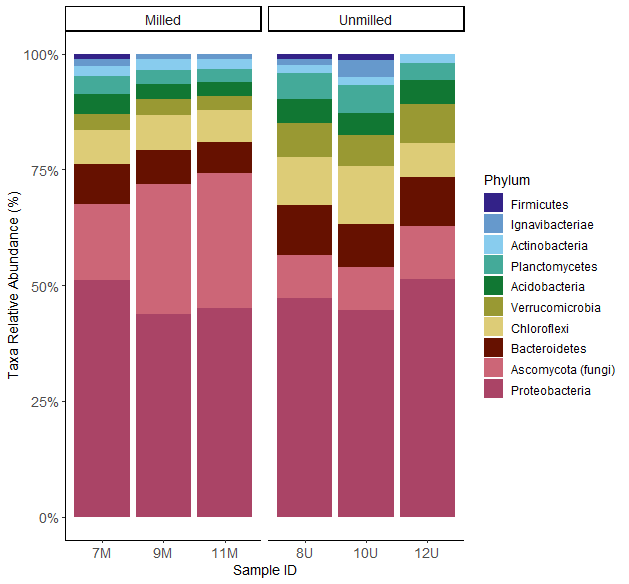 Milled Unmilled
100%
75%
50%
25%
0%
Taxa Relative Abundance (%)
7M 9M 11M 8U 10U 12U
Sample ID
Phylum
Firmicutes
Ignavibacteriae
Actinobacteria
Planctomycetes
Acidobacteria
Verrucomicrobia
Chloroflexi
Bacteroidetes
Ascomycota (fungi)
Proteobacteria